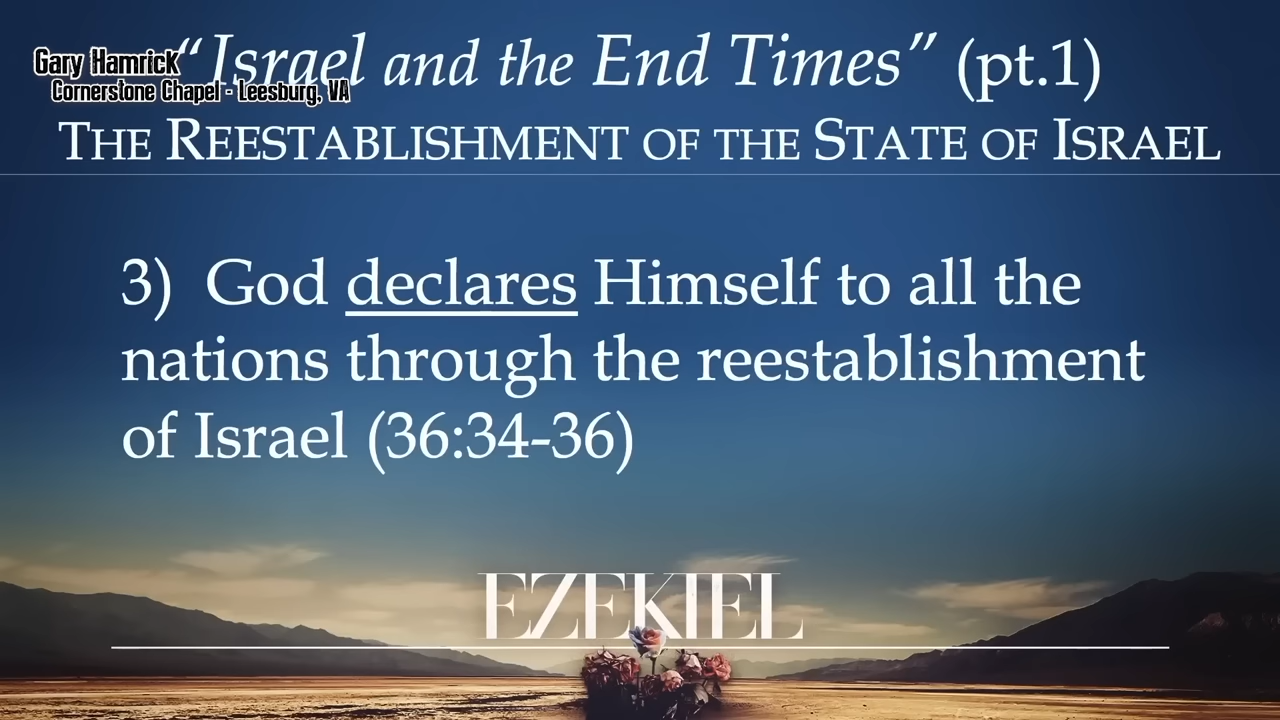 Gary Hamrick
Cornerstone Chapel - Leesburg, VA
“Israel and the End Times” (pt.1)
THE REESTABLISHMENT OF THE STATE OF ISRAEL
3) God declares Himself to all the
nations through the reestablishment
of Israel (36:34-36)
EZEKIEL